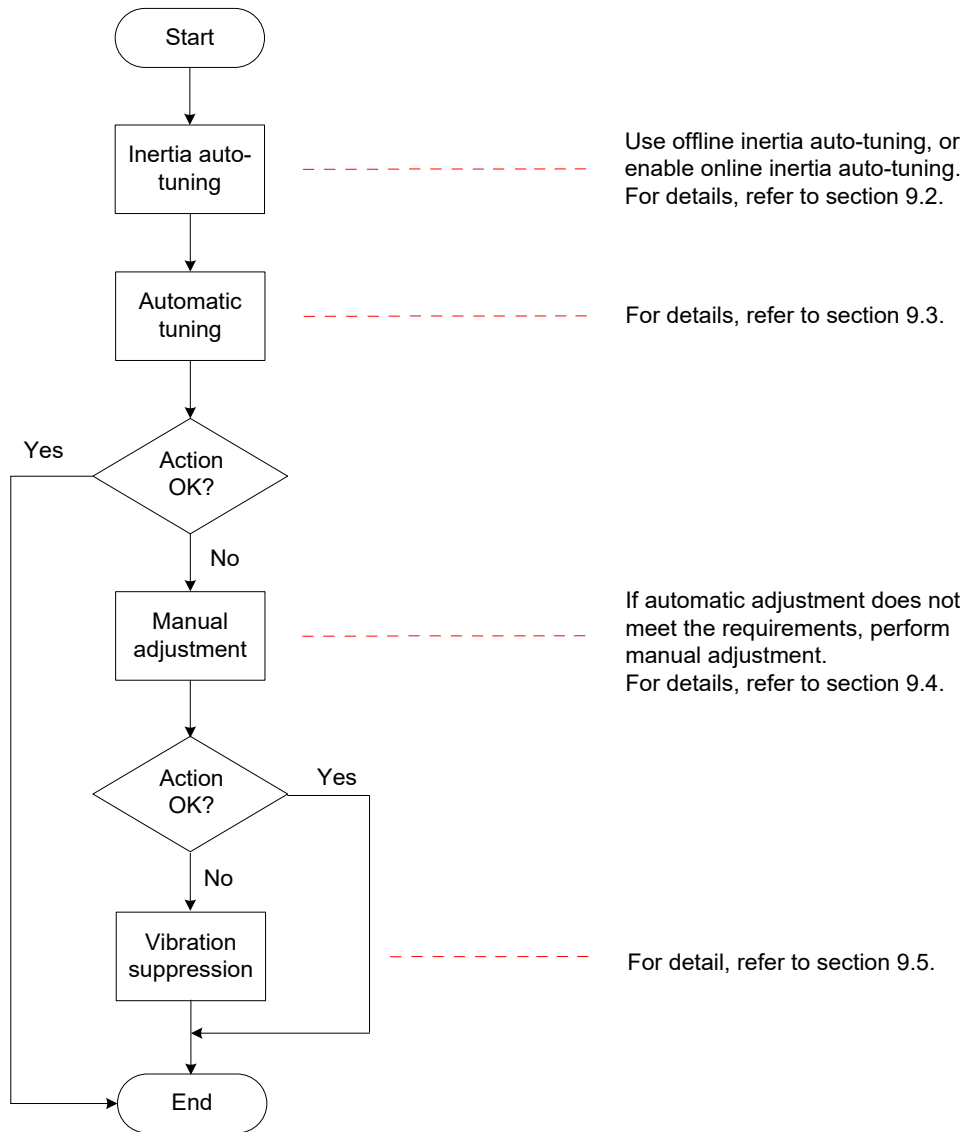 Start
Inertia auto-
tuning
Use offline inertia auto-tuning, or
enable online inertia auto-tuning.
For details, refer to section 9.2.
Automatic
tuning
For details, refer to section 9.3.
Yes
Action
OK?
No
Manual
adjustment
If automatic adjustment does not
meet the requirements, perform
manual adjustment.
For details, refer to section 9.4.
Action
OK?
Yes
No
Vibration
suppression
For detail, refer to section 9.5.
End